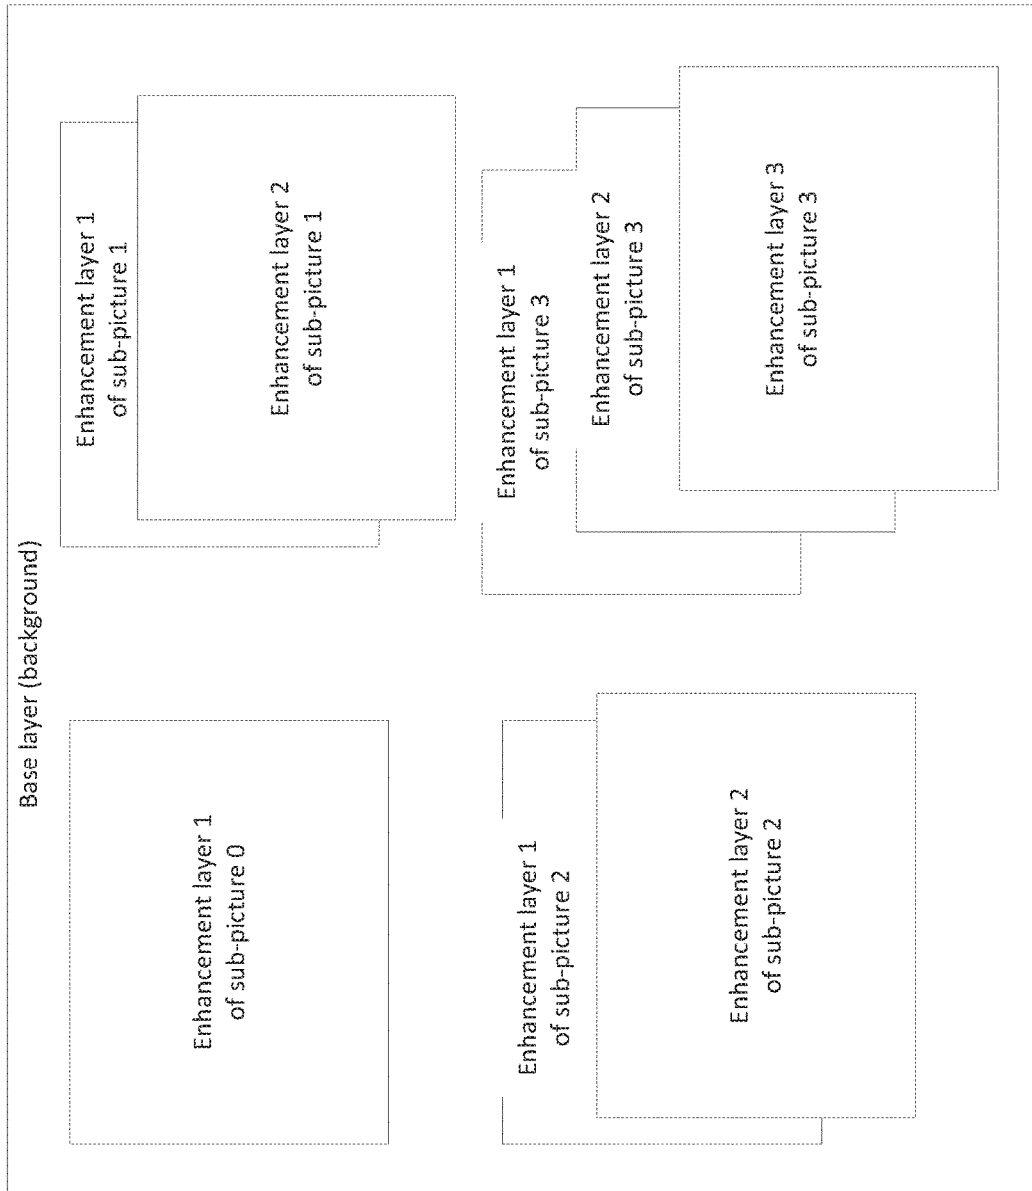 Base layer (background)
Enhancement layer 1
of sub-picture 0
Enhancement layer 1
of sub-picture 1
Enhancement layer 2
of sub-picture 1
Enhancement layer 1
of sub-picture 2
Enhancement layer 2
of sub-picture 2
Enhancement layer 1
of sub-picture 3
Enhancement layer 2
of sub-picture 3
Enhancement layer 3
of sub-picture 3